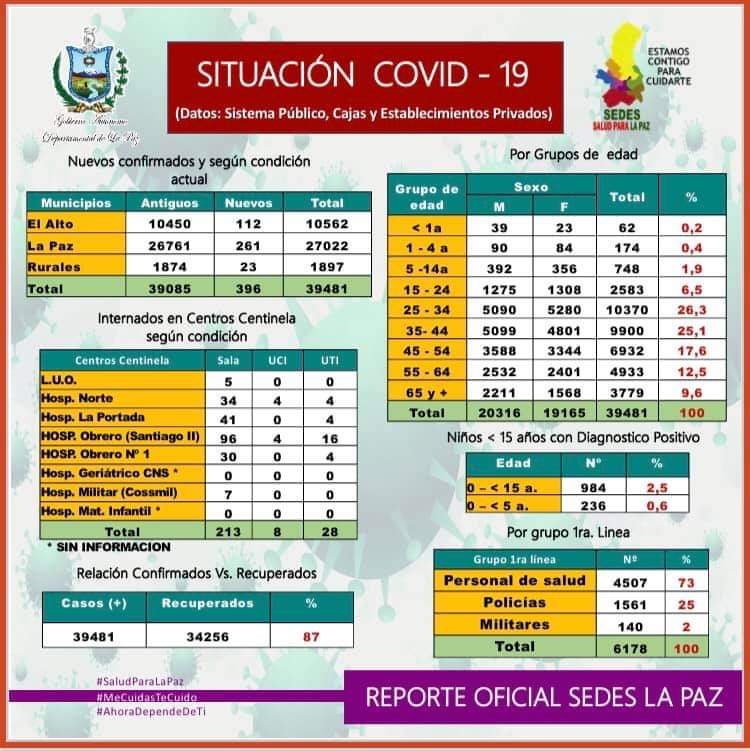 SITUACIÓN COVID - 19
(Datos: Sistema Público, Cajas y Establecimientos Privados)
Gobierno Autónomo
Departamental de La Paz
ESTAMOS
CONTIGO
PARA
CUIDARTE
SEDES
SALUD PARA LA PAZ
Nuevos confirmados y según condición
actual
Municipios Antiguos Nuevos Total
El Alto 10450 112 10562
La Paz 26761 261 27022
Rurales 1874 23 1897
Total 39085 396 39481
Internados en Centros Centinela
según condición
Centros Centinela Sala UCI UTI
L.U.O. 5 0 0
Hosp. Norte 34 4 4
Hosp. La Portada 41 0 4
HOSP. Obrero (Santiago II) 96 4 16
HOSP. Obrero Nº 1 30 0 4
Hosp. Geriátrico CNS * 0 0 0
Hosp. Militar (Cossmil) 7 0 0
Hosp. Mat. Infantil * 0 0 0
Total 213 8 28
* SIN INFORMACION
Relación Confirmados Vs. Recuperados
Casos (+) Recuperados %
39481 34256 87
Por Grupos de edad
Grupo de edad Sexo Total %
M F
< 1a 39 23 62 0,2
1 - 4 a 90 84 174 0,4
5 -14a 392 356 748 1,9
15 - 24 1275 1308 2583 6,5
25 - 34 5090 5280 10370 26,3
35- 44 5099 4801 9900 25,1
45 - 54 3588 3344 6932 17,6
55 - 64 2532 2401 4933 12,5
65 y + 2211 1568 3779 9,6
Total 20316 19165 39481 100
Niños < 15 años con Diagnostico Positivo
Edad Nº %
0 – < 15 a. 984 2,5
0 – < 5 a. 236 0,6
Por grupo 1ra. Linea
Grupo 1ra línea Nº %
Personal de salud 4507 73
Policías 1561 25
Militares 140 2
Total 6178 100
#SaludParaLaPaz
#MeCuidasTeCuido
#AhoraDependeDeTi
REPORTE OFICIAL SEDES LA PAZ